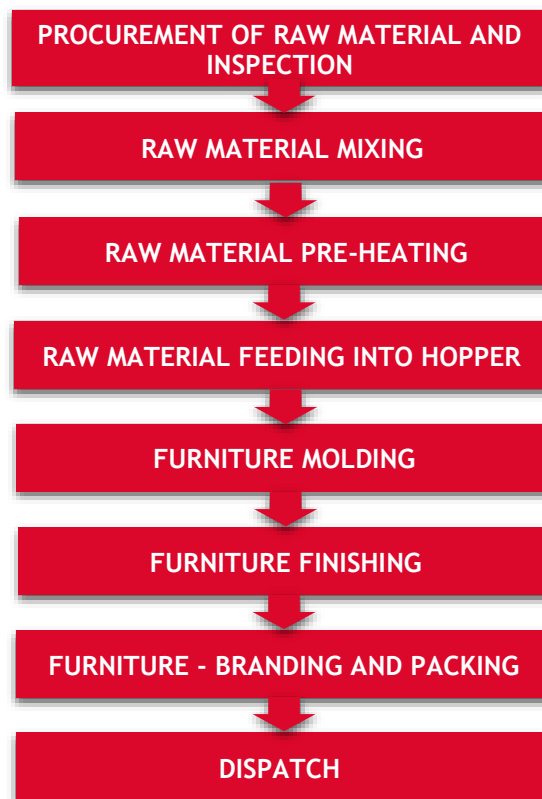 PROCUREMENT OF RAW MATERIAL AND
INSPECTION
RAW MATERIAL MIXING
RAW MATERIAL PRE-HEATING
RAW MATERIAL FEEDING INTO HOPPER
FURNITURE MOLDING
FURNITURE FINISHING
FURNITURE - BRANDING AND PACKING
DISPATCH